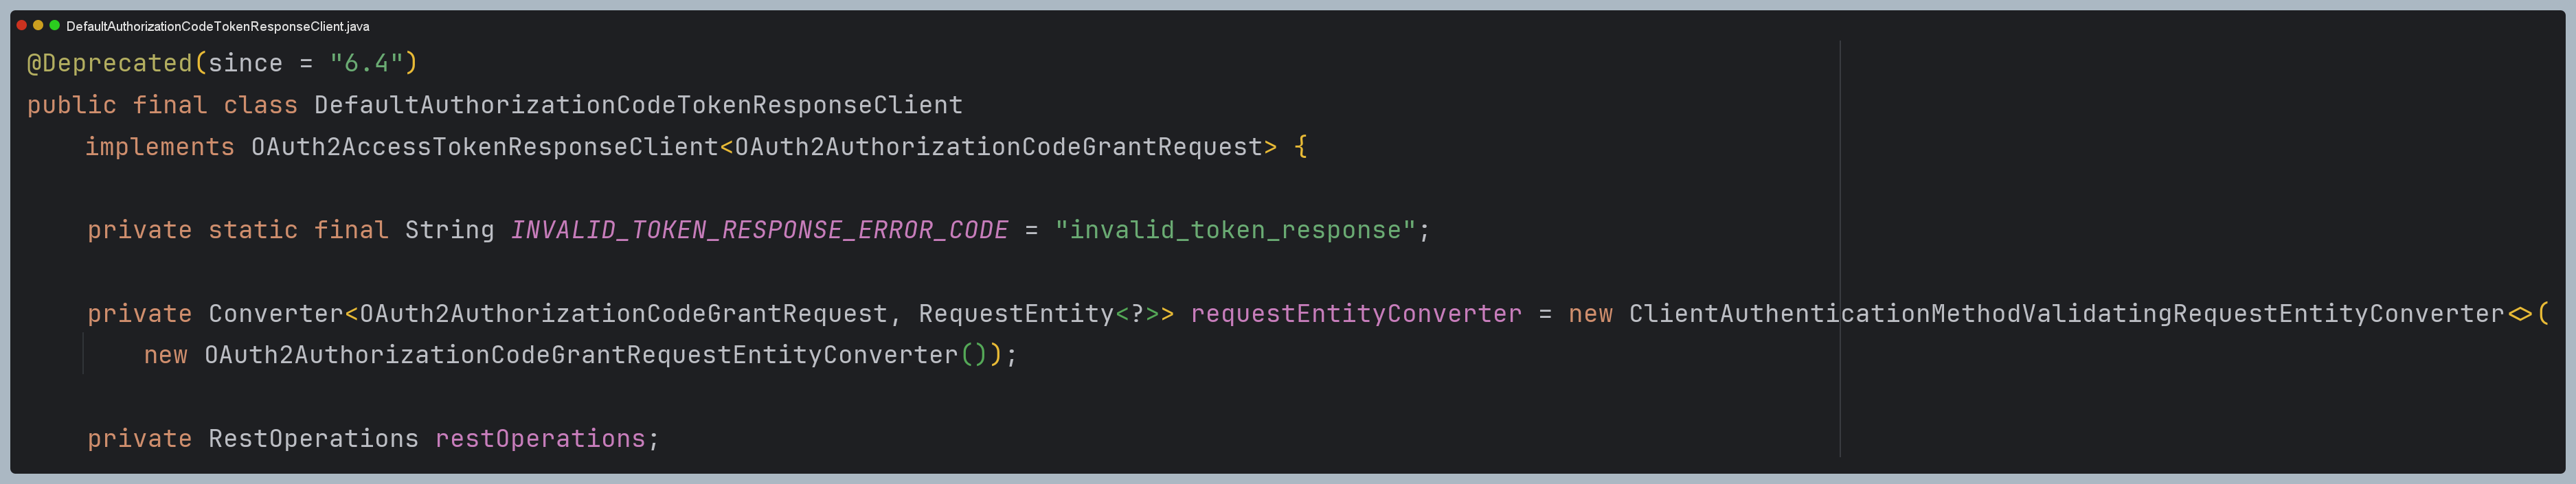 DefaultAuthorizationCodeTokenResponseClient.java
@Deprecated(since = "6.4")
public final class DefaultAuthorizationCodeTokenResponseClient
implements OAuth2AccessTokenResponseClient<OAuth2AuthorizationCodeGrantRequest> {
private static final String INVALID_TOKEN_RESPONSE_ERROR_CODE = "invalid_token_response";
private Converter<OAuth2AuthorizationCodeGrantRequest, RequestEntity<?>> requestEntityConverter = new ClientAuthenticationMethodValidatingRequestEntityConverter<>(
new OAuth2AuthorizationCodeGrantRequestEntityConverter());
private RestOperations restOperations;